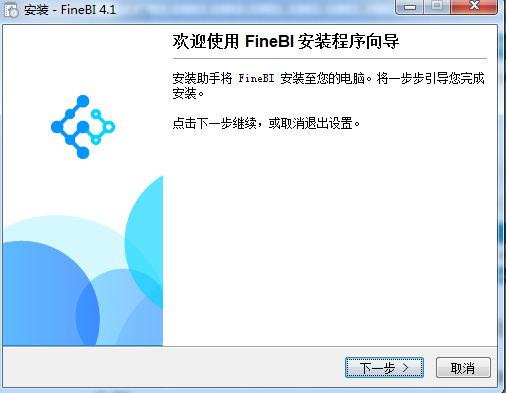 安装 - FineBI 4.1
欢迎使用 FineBI 安装程序向导
安装助手将 FineBI 安装至您的电脑。将一步步引导您完成
安装。
点击下一步继续，或取消退出设置。
下一步 >
取消